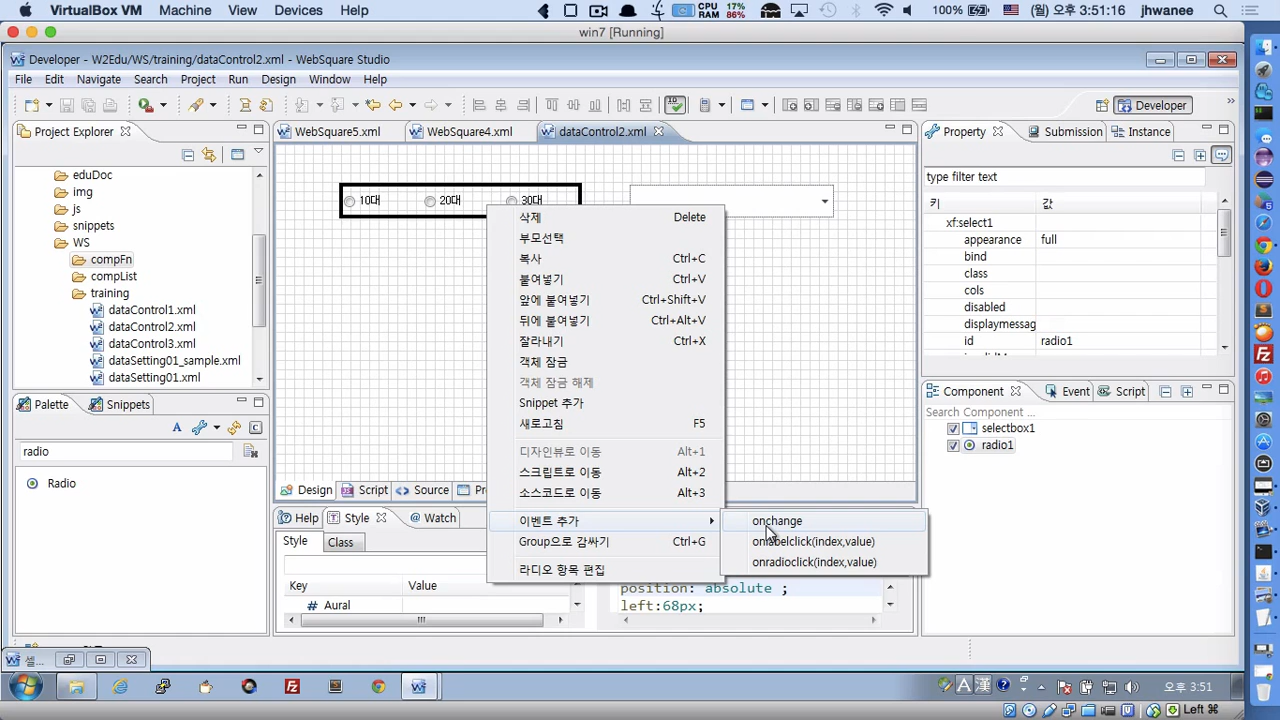 VirtualBox VM Machine View Devices Help
CPU 17%
RAM 86%
100% (월) 오후 3:51:16 jhwanee
win7 [Running]
Developer - W2Edu/WS/training/dataControl2.xml - WebSquare Studio
File Edit Navigate Search Project Run Design Window Help
Developer
Project Explorer
eduDoc
img
js
snippets
WS
compFn
compList
training
dataControl1.xml
dataControl2.xml
dataControl3.xml
dataSetting01_sample.xml
dataSetting01.xml
Palette Snippets
radio
Radio
WebSquare5.xml WebSquare4.xml dataControl2.xml
10대 20대 30대
삭제 Delete
부모선택
복사 Ctrl+C
붙여넣기 Ctrl+V
앞에 붙여넣기 Ctrl+Shift+V
뒤에 붙여넣기 Ctrl+Alt+V
잘라내기 Ctrl+X
객체 잠금
객체 잠금 해제
Snippet 추가
새로고침 F5
디자인뷰로 이동 Alt+1
스크립트로 이동 Alt+2
소스코드로 이동 Alt+3
이벤트 추가
Group으로 감싸기 Ctrl+G
라디오 항목 편집
onchange
onlabelclick(index,value)
onradioclick(index,value)
Design Script Source
Help Style Watch
Style Class
Key Value
Aural
position: absolute ;
left:68px;
Property Submission Instance
type filter text
키 값
xf:select1
appearance full
bind
class
cols
disabled
displaymessag
id radio1
Component Event Script
Search Component ...
selectbox1
radio1
오후 3:51
Left ⌘